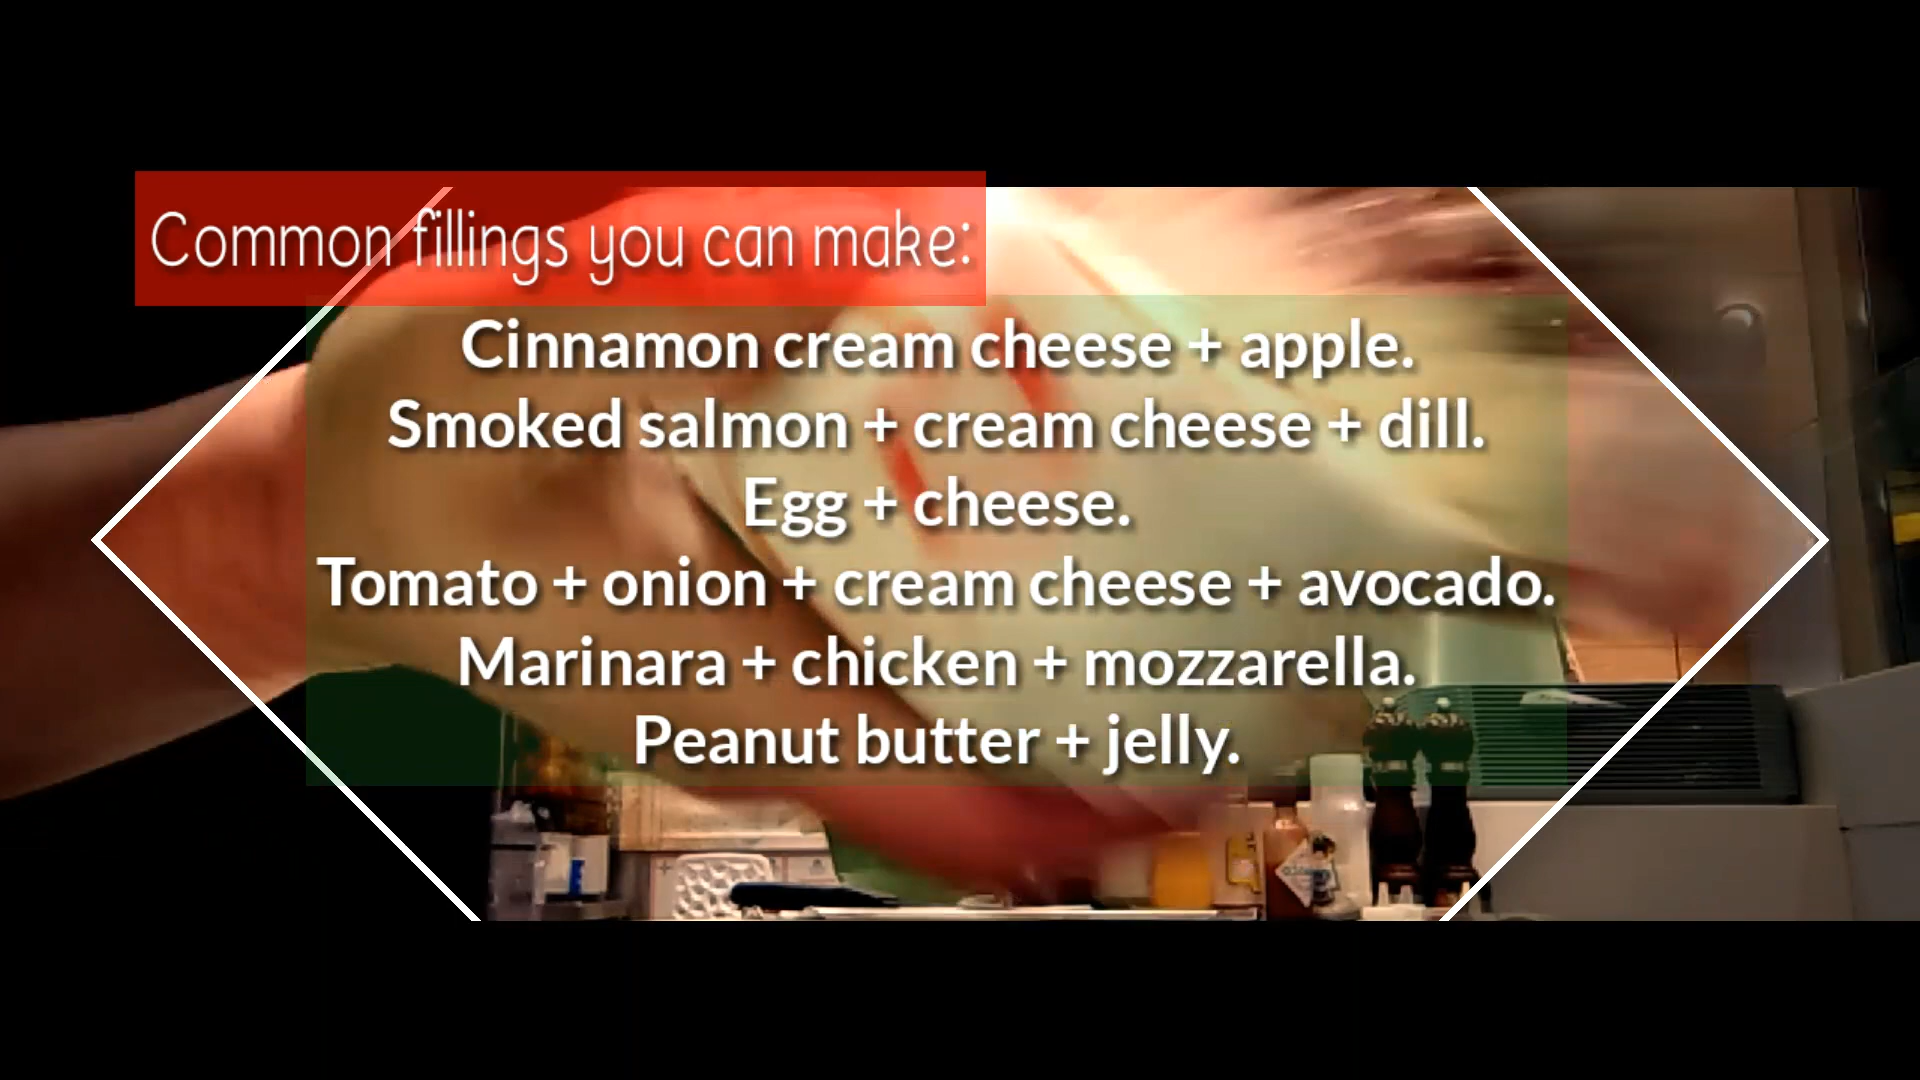 Common fillings you can make:
Cinnamon cream cheese + apple.
Smoked salmon + cream cheese + dill.
Egg + cheese.
Tomato + onion + cream cheese + avocado.
Marinara + chicken + mozzarella.
Peanut butter + jelly.